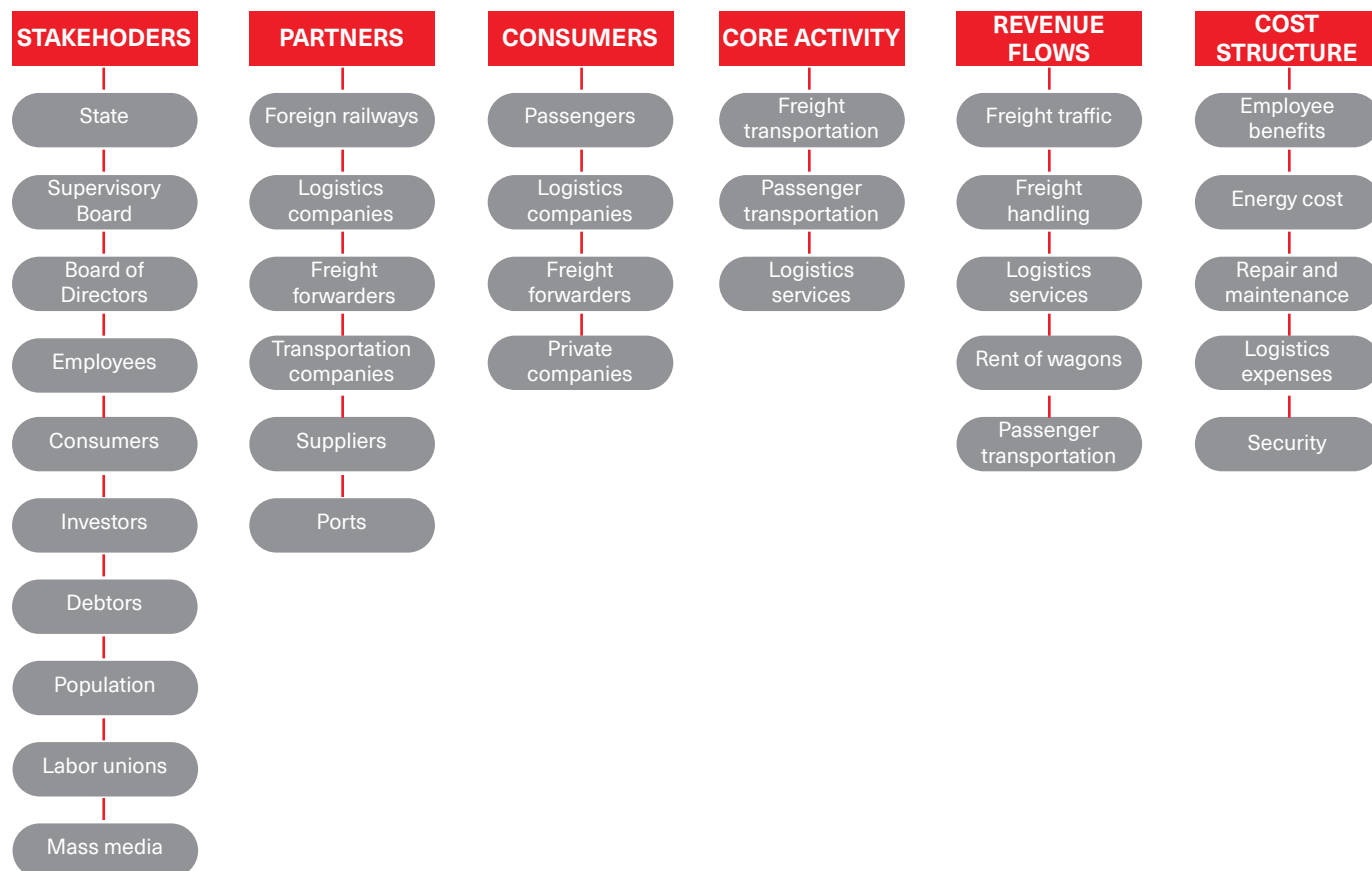 STAKEHODERS
State
Supervisory
Board
Board of
Directors
Employees
Consumers
Investors
Debtors
Population
Labor unions
Mass media
PARTNERS
Foreign railways
Logistics
companies
Freight
forwarders
Transportation
companies
Suppliers
Ports
CONSUMERS
Passengers
Logistics
companies
Freight
forwarders
Private
companies
CORE ACTIVITY
Freight
transportation
Passenger
transportation
Logistics
services
REVENUE
FLOWS
Freight traffic
Freight
handling
Logistics
services
Rent of wagons
Passenger
transportation
COST
STRUCTURE
Employee
benefits
Energy cost
Repair and
maintenance
Logistics
expenses
Security